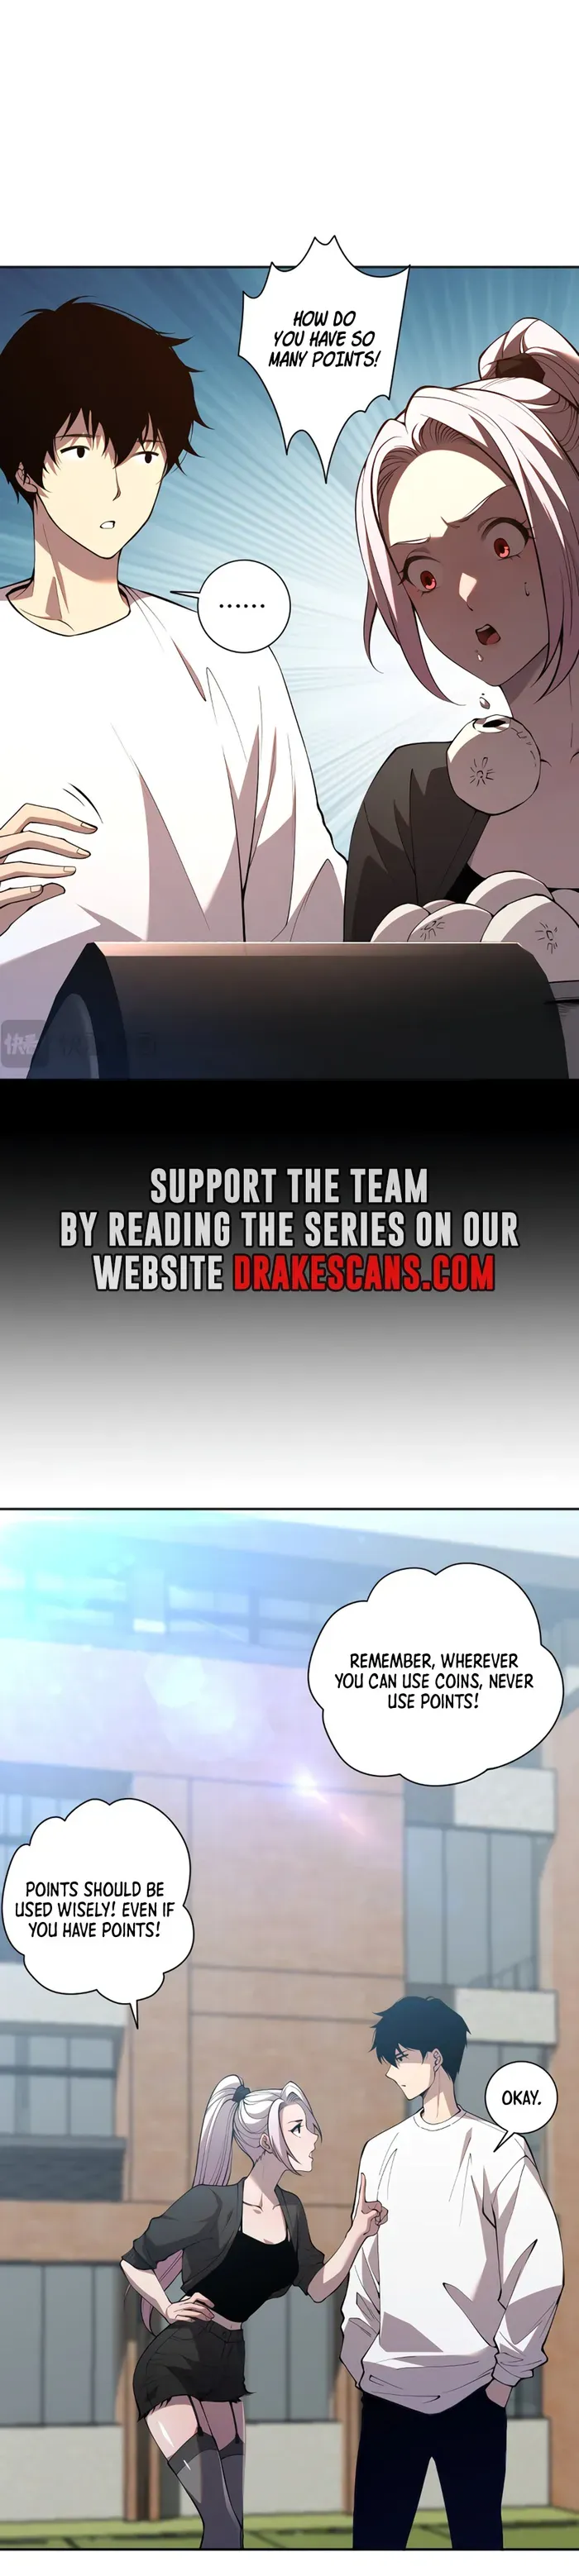 HOW DO
YOU HAVE SO
MANY POINTS!
......
SUPPORT THE TEAM
BY READING THE SERIES ON OUR
WEBSITE DRAKESCANS.COM
REMEMBER, WHEREVER
YOU CAN USE COINS, NEVER
USE POINTS!
POINTS SHOULD BE
USED WISELY! EVEN IF
YOU HAVE POINTS!
OKAY.